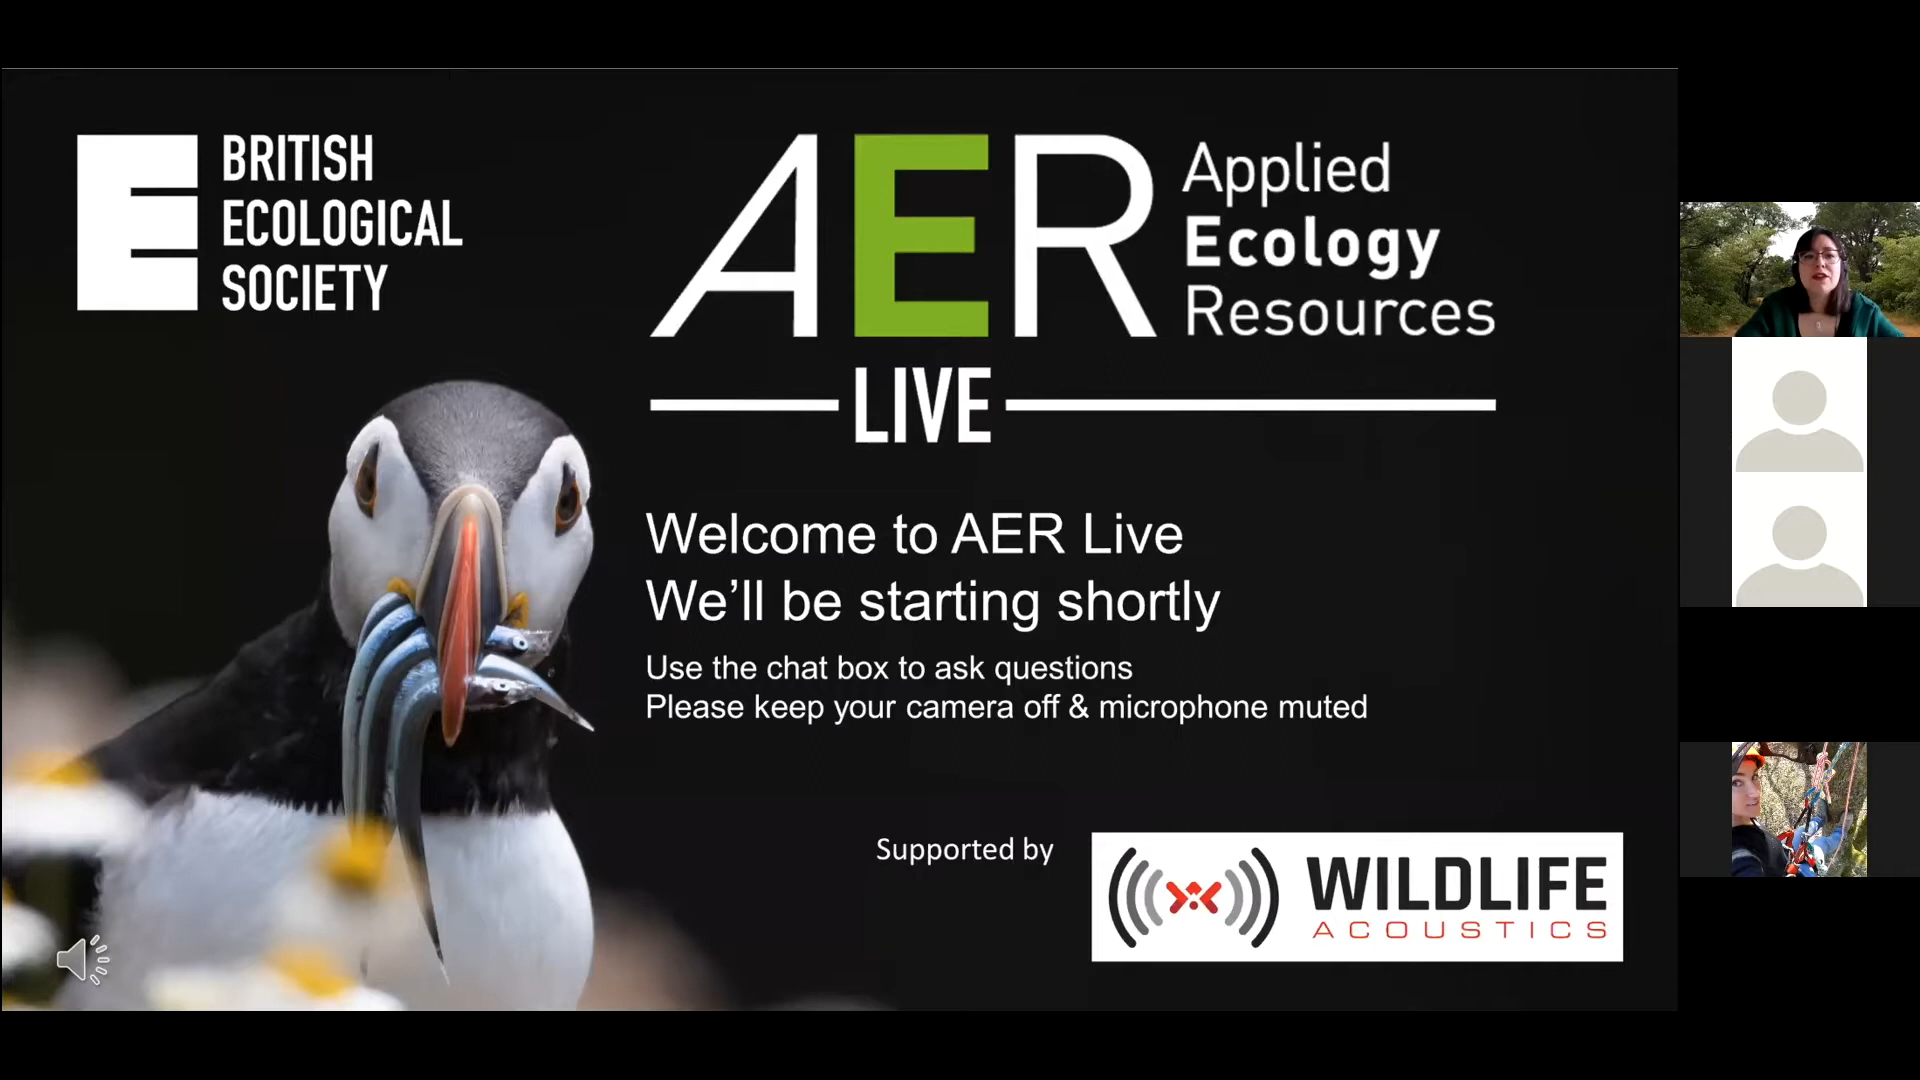 BRITISH
ECOLOGICAL
SOCIETY
AER
Applied
Ecology
Resources
LIVE
Welcome to AER Live
We’ll be starting shortly
Use the chat box to ask questions
Please keep your camera off & microphone muted
Supported by
WILDLIFE
ACOUSTICS